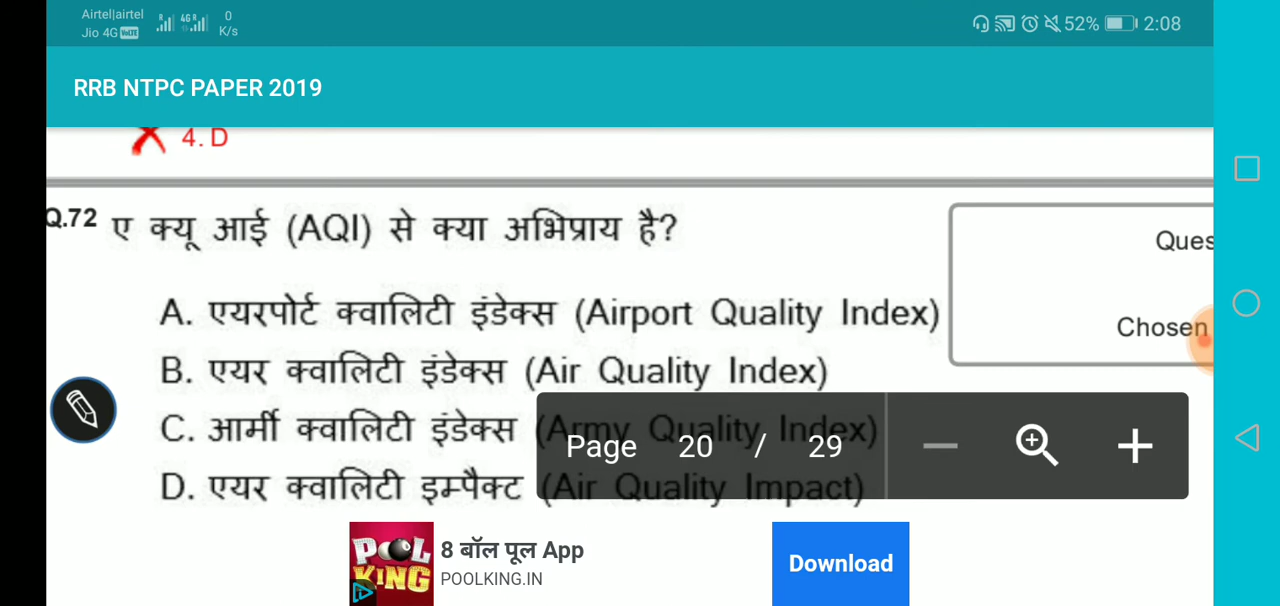 Airtel|airtel
Jio 4G VoLTE
4G
0
K/s
52%
2:08
RRB NTPC PAPER 2019
4. D
Q.72 ए क्यू आई (AQI) से क्या अभिप्राय है?
Ques
A. एयरपोर्ट क्वालिटी इंडेक्स (Airport Quality Index)
Chosen
B. एयर क्वालिटी इंडेक्स (Air Quality Index)
C. आर्मी क्वालिटी इंडेक्स (Army Quality Index)
Page 20 / 29
D. एयर क्वालिटी इम्पैक्ट (Air Quality Impact)
POOL KING
8 बॉल पूल App
POOLKING.IN
Download